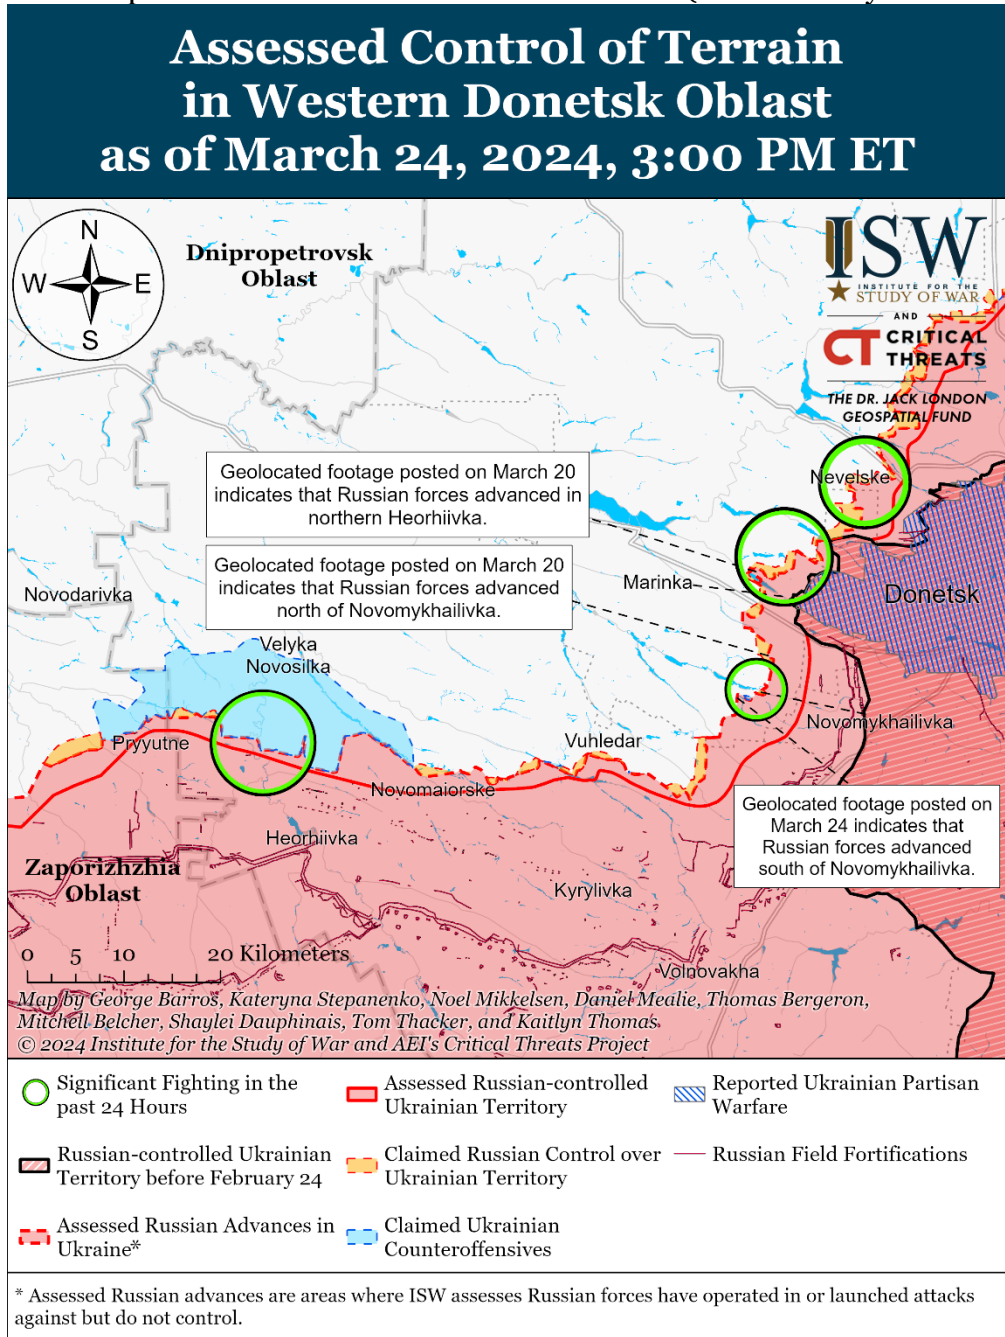 Assessed Control of Terrain
in Western Donetsk Oblast
as of March 24, 2024, 3:00 PM ET
N
W
E
S
Dnipropetrovsk
Oblast
ISW
INSTITUTE FOR THE
STUDY OF WAR
AND
CT CRITICAL
THREATS
THE DR. JACK LONDON
GEOSPATIAL FUND
Geolocated footage posted on March 20
indicates that Russian forces advanced in
northern Heorhiivka.
Nevelske
Geolocated footage posted on March 20
indicates that Russian forces advanced
north of Novomykhailivka.
Marinka
Donetsk
Novodarivka
Velyka
Novosilka
Novomykhailivka
Pryyutne
Vuhledar
Novomaiorske
Geolocated footage posted on
March 24 indicates that
Russian forces advanced
south of Novomykhailivka.
Heorhiivka
Zaporizhzhia
Oblast
Kyrylivka
0 5 10 20 Kilometers
Volnovakha
Map by George Barros, Kateryna Stepanenko, Noel Mikkelsen, Daniel Mealie, Thomas Bergeron,
Mitchell Belcher, Shaylei Dauphinais, Tom Thacker, and Kaitlyn Thomas
© 2024 Institute for the Study of War and AEI's Critical Threats Project
Significant Fighting in the
past 24 Hours
Assessed Russian-controlled
Ukrainian Territory
Reported Ukrainian Partisan
Warfare
Russian-controlled Ukrainian
Territory before February 24
Claimed Russian Control over
Ukrainian Territory
Russian Field Fortifications
Assessed Russian Advances in
Ukraine*
Claimed Ukrainian
Counteroffensives
* Assessed Russian advances are areas where ISW assesses Russian forces have operated in or launched attacks
against but do not control.